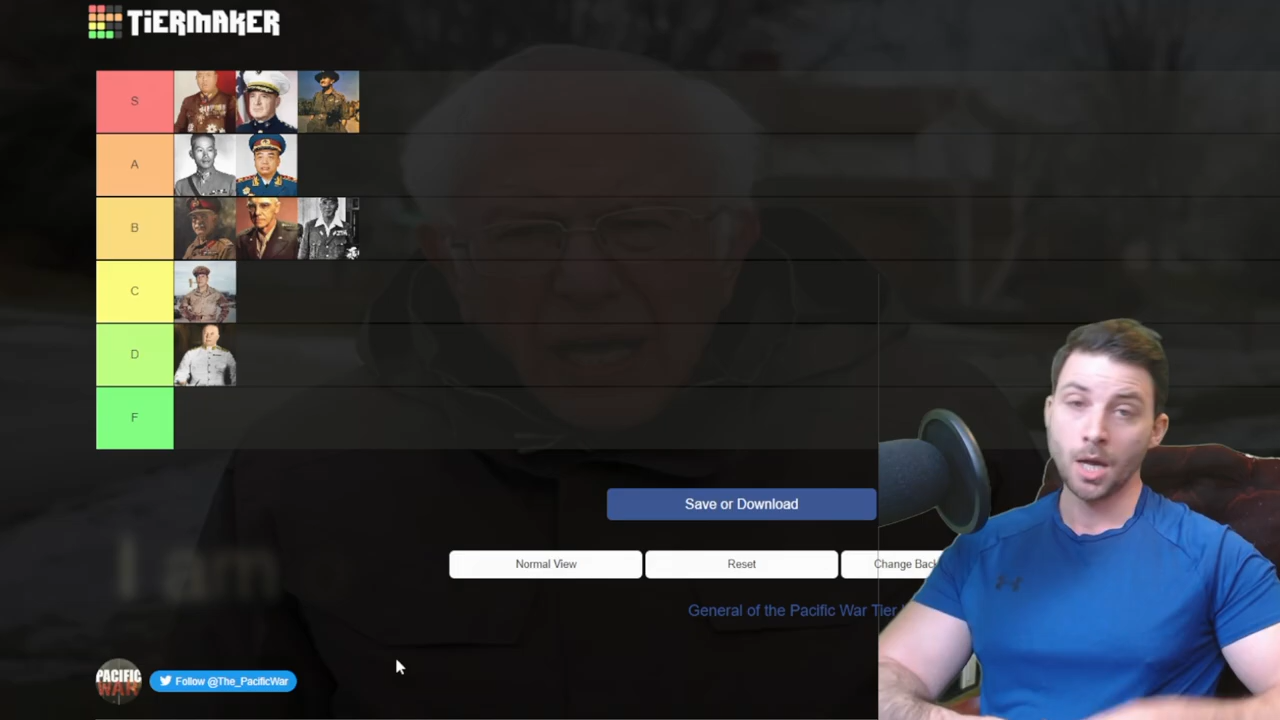 TiERMAKER
S
A
B
C
D
F
Save or Download
Normal View
Reset
Change Back
General of the Pacific War Tier
I am
PACIFIC
WAR
Follow @The_PacificWar